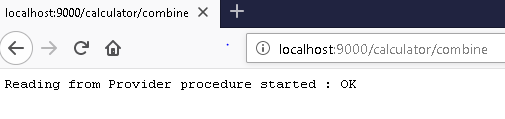 localhost:9000/calculator/combine
localhost:9000/calculator/combine
Reading from Provider procedure started : OK